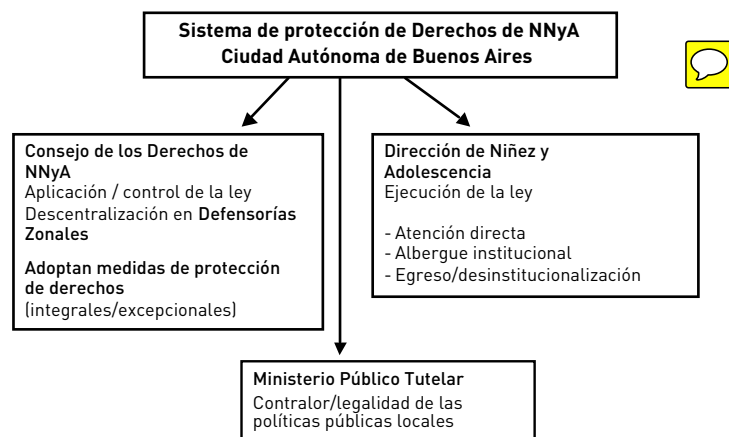 Sistema de protección de Derechos de NNyA
Ciudad Autónoma de Buenos Aires
Consejo de los Derechos de
NNyA
Aplicación / control de la ley
Descentralización en Defensorías
Zonales
Adoptan medidas de protección
de derechos
(integrales/excepcionales)
Dirección de Niñez y
Adolescencia
Ejecución de la ley
- Atención directa
- Albergue institucional
- Egreso/desinstitucionalización
Ministerio Público Tutelar
Contralor/legalidad de las
políticas públicas locales